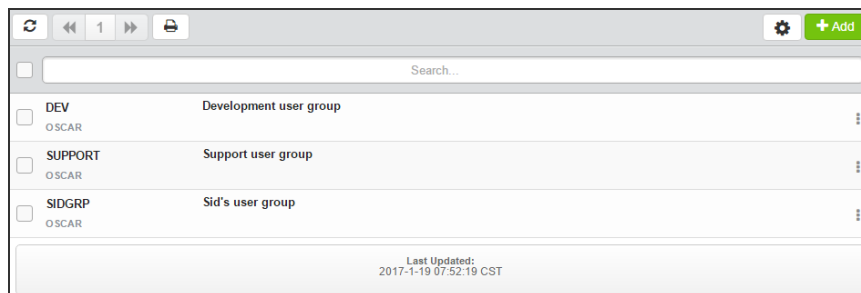 1
Add
Search...
DEV Development user group
OSCAR
SUPPORT Support user group
OSCAR
SIDGRP Sid's user group
OSCAR
Last Updated:
2017-1-19 07:52:19 CST